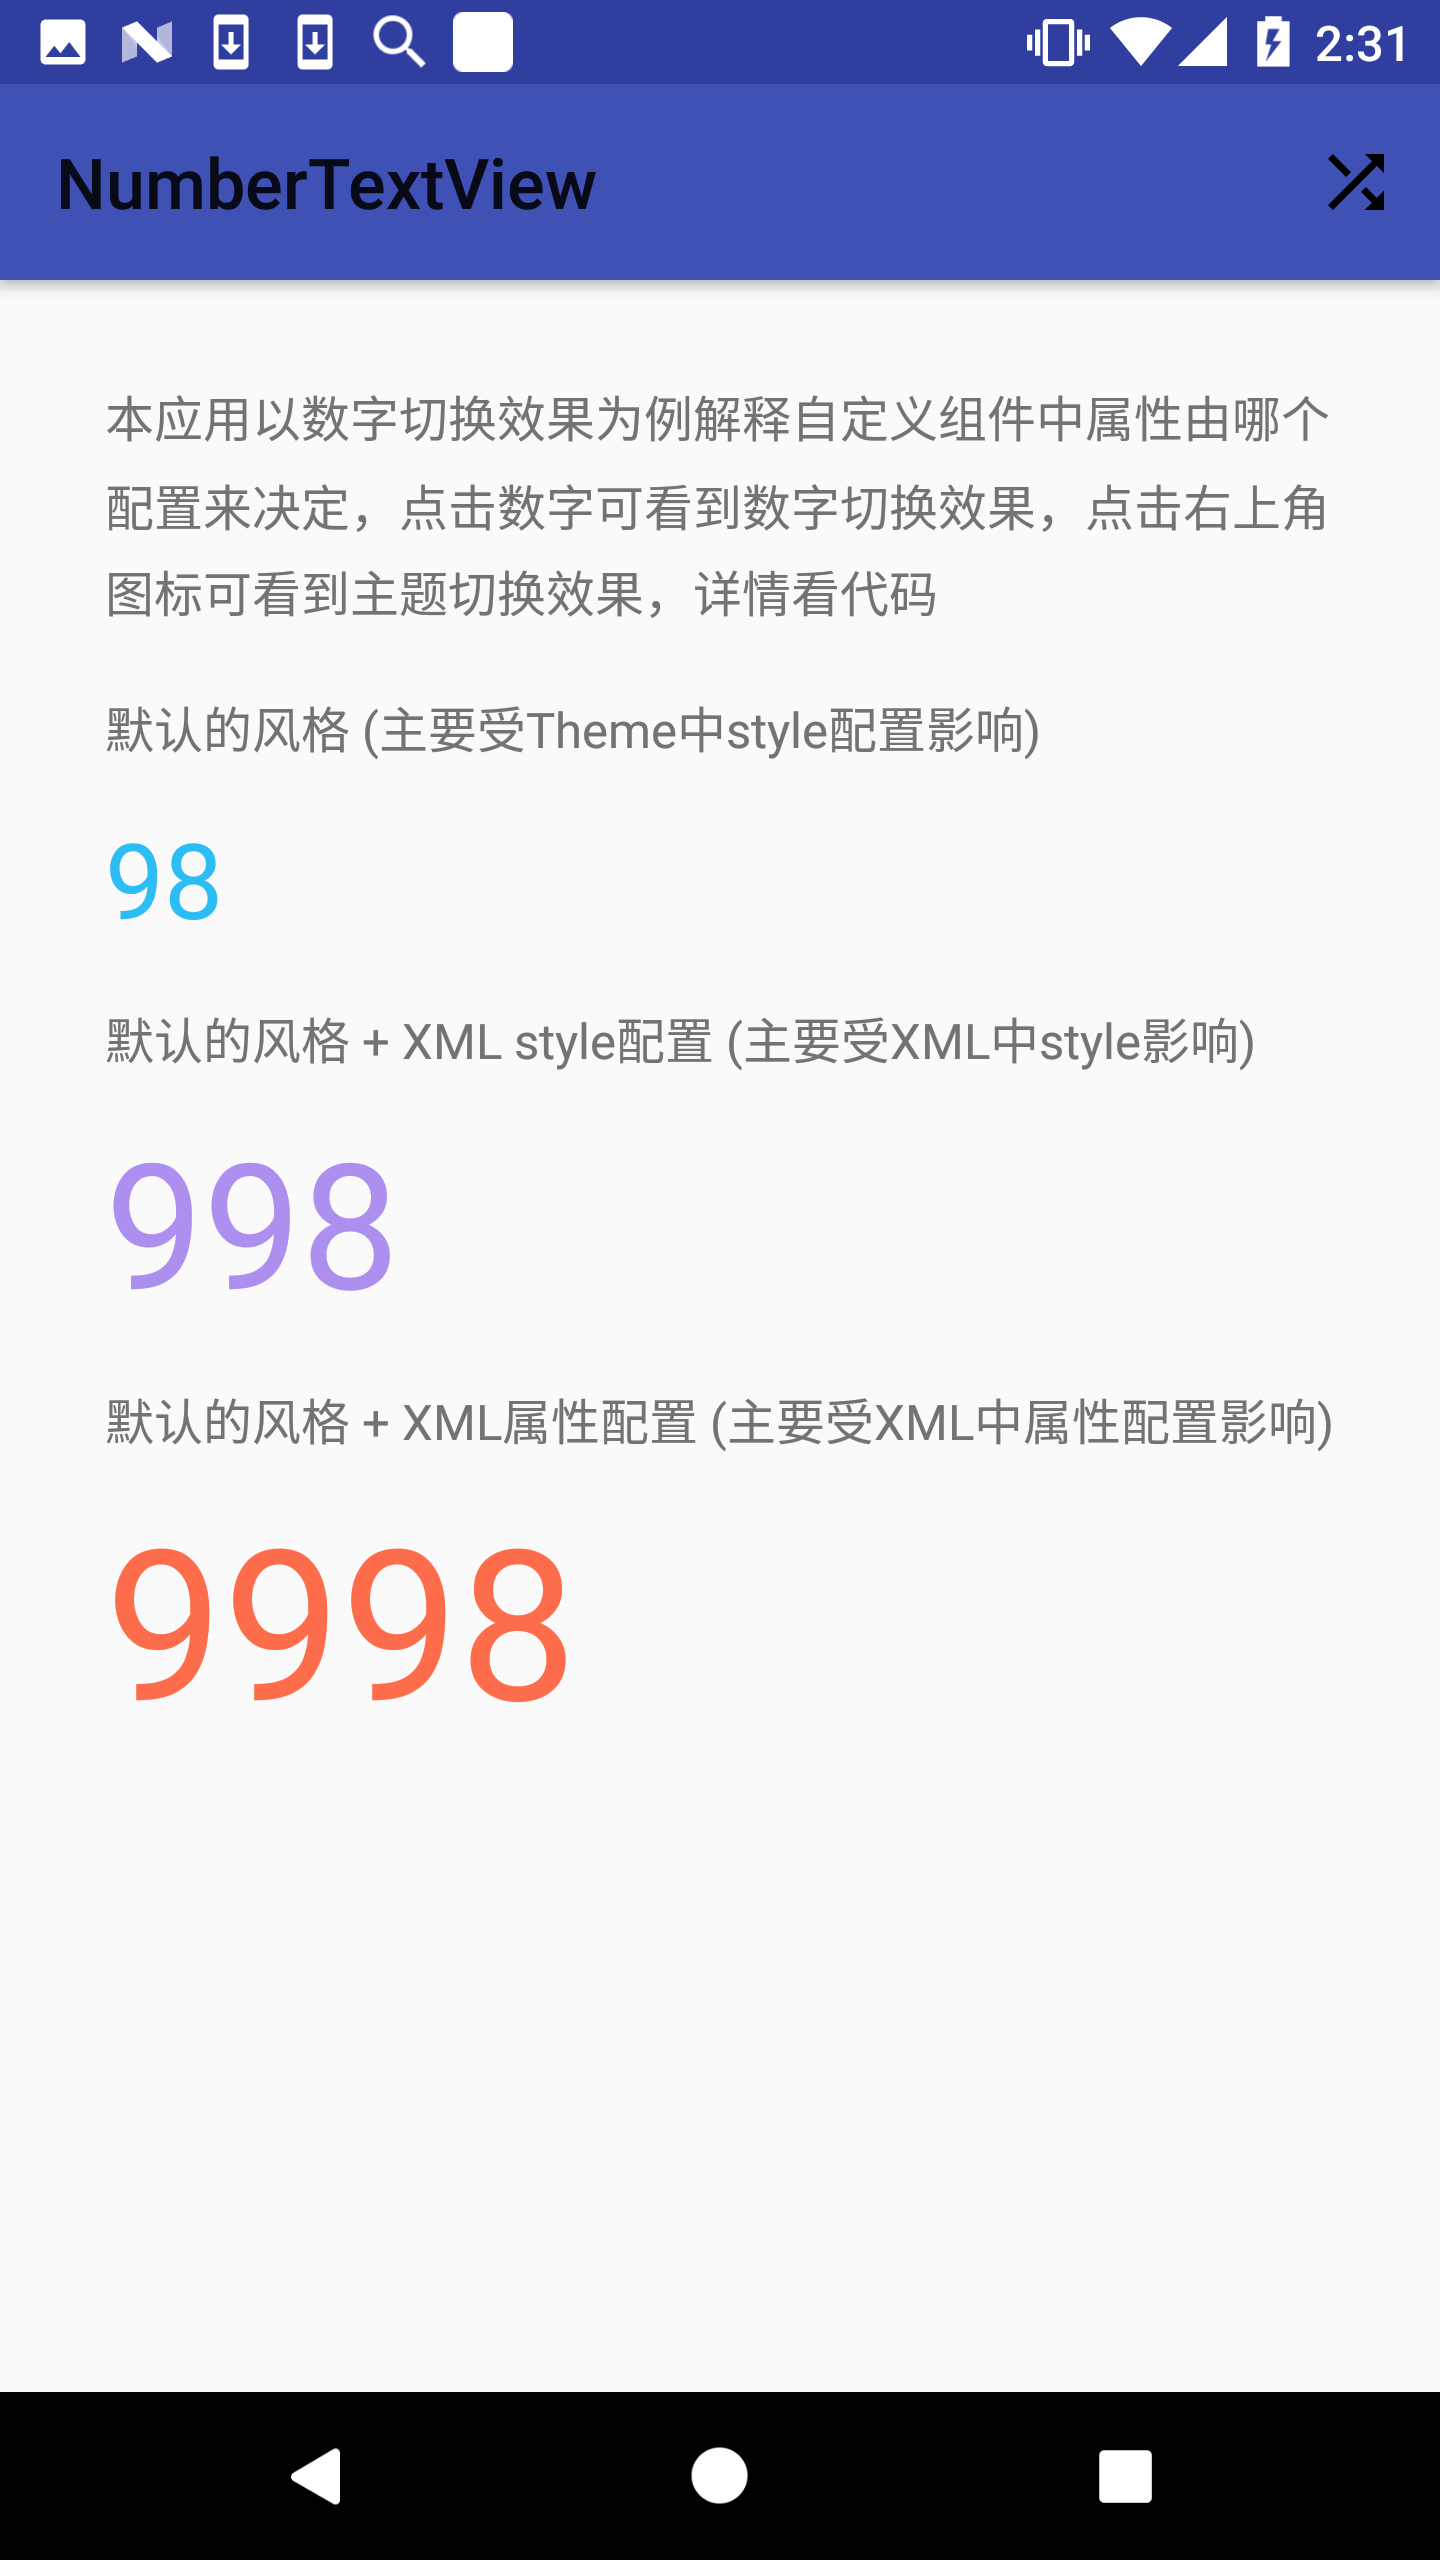 2:31
NumberTextView
本应用以数字切换效果为例解释自定义组件中属性由哪个
配置来决定，点击数字可看到数字切换效果，点击右上角
图标可看到主题切换效果，详情看代码
默认的风格 (主要受Theme中style配置影响)
98
默认的风格 + XML style配置 (主要受XML中style影响)
998
默认的风格 + XML属性配置 (主要受XML中属性配置影响)
9998